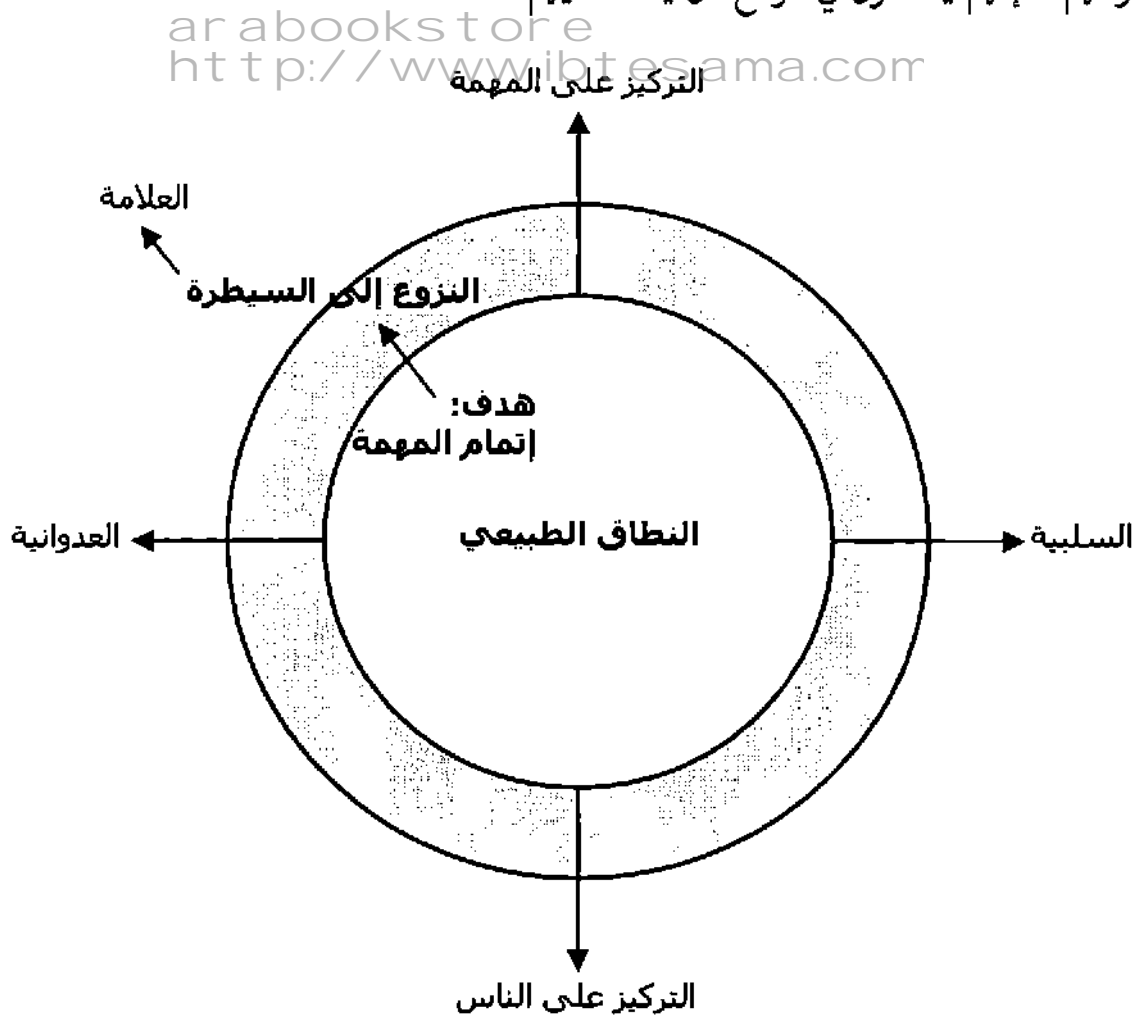 arabookstore
http://www.ibtesama.com
التركيز على المهمة
العلامة
النزوع إلى السيطرة
هدف:
إتمام المهمة
العدوانية
النطاق الطبيعي
السلبية
التركيز على الناس